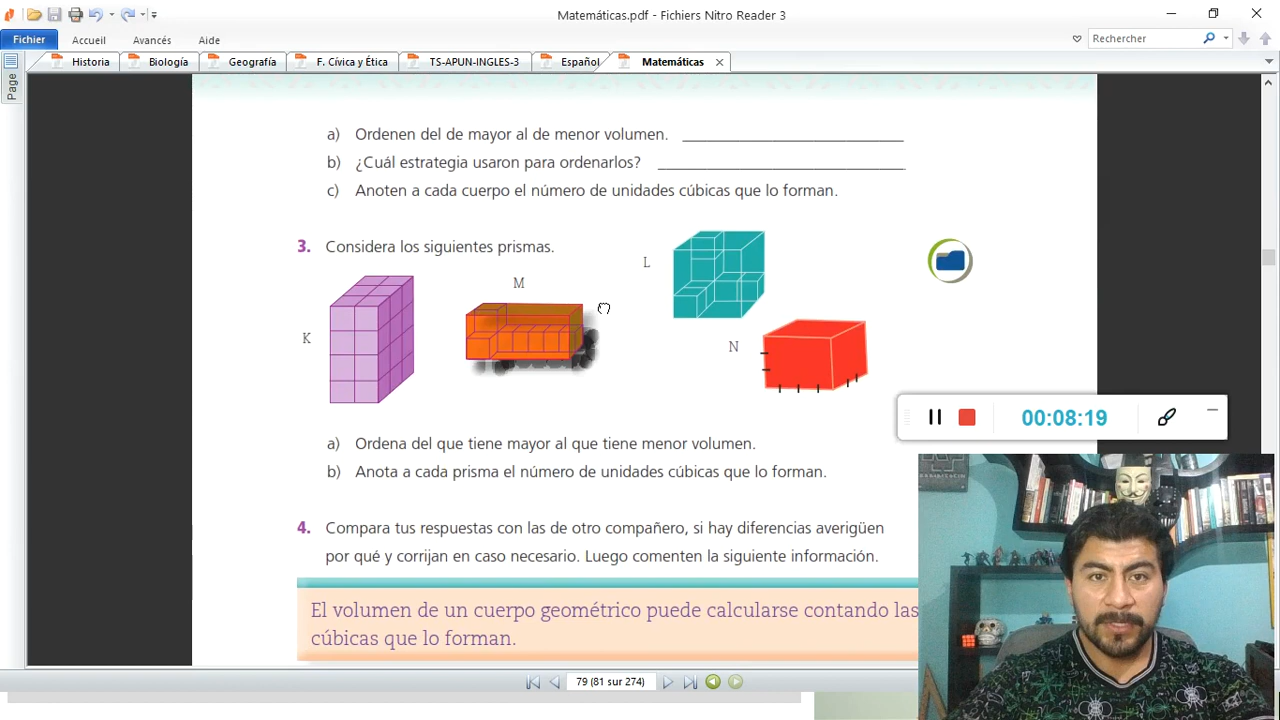 Matemáticas.pdf - Fichiers Nitro Reader 3
Fichier Accueil Avancés Aide
Rechercher
Page
Historia Biología Geografía F. Cívica y Ética TS-APUN-INGLES-3 Español Matemáticas
a) Ordenen del de mayor al de menor volumen.
b) ¿Cuál estrategia usaron para ordenarlos?
c) Anoten a cada cuerpo el número de unidades cúbicas que lo forman.
3. Considera los siguientes prismas.
K
M
L
N
00:08:19
a) Ordena del que tiene mayor al que tiene menor volumen.
b) Anota a cada prisma el número de unidades cúbicas que lo forman.
4. Compara tus respuestas con las de otro compañero, si hay diferencias averigüen
por qué y corrijan en caso necesario. Luego comenten la siguiente información.
El volumen de un cuerpo geométrico puede calcularse contando las
cúbicas que lo forman.
79 (81 sur 274)